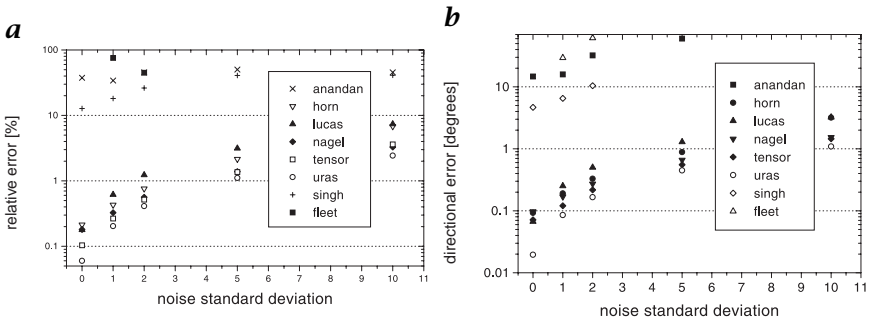 a
100
10
1
0.1
relative error [%]
anandan
horn
lucas
nagel
tensor
uras
singh
fleet
0 1 2 3 4 5 6 7 8 9 10 11
noise standard deviation
b
10
1
0.1
0.01
directional error [degrees]
anandan
horn
lucas
nagel
tensor
uras
singh
fleet
0 1 2 3 4 5 6 7 8 9 10 11
noise standard deviation